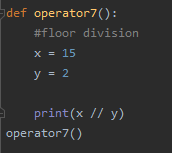 def operator7():
    #floor division
    x = 15
    y = 2

    print(x // y)
operator7()